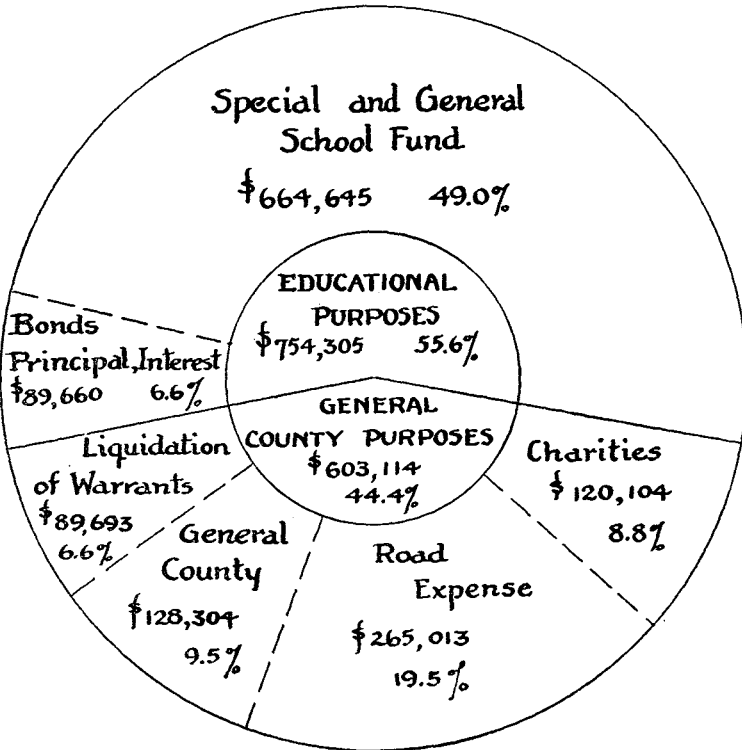 Special and General
School Fund
$664,645 49.0%
EDUCATIONAL
PURPOSES
$754,305 55.6%
Bonds
Principal, Interest
$89,660 6.6%
GENERAL
COUNTY PURPOSES
$603,114
44.4%
Liquidation
of Warrants
$89,693
6.6%
General
County
$128,304
9.5%
Road
Expense
$265,013
19.5%
Charities
$120,104
8.8%